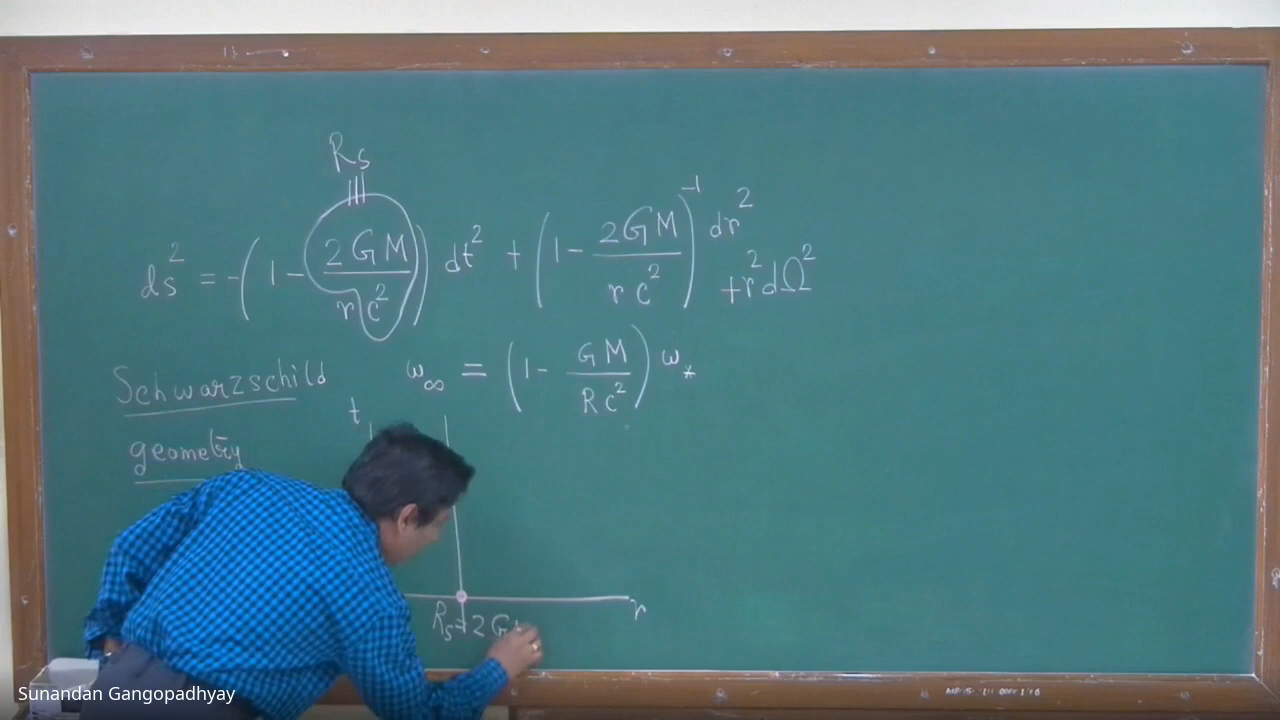 Rs
ds² = -(1 - 2GM/rc²) dt² + (1 - 2GM/rc²)⁻¹ dr²
+r²dΩ²
Schwarzschild
geometry
ω∞ = (1 - GM/Rc²) ω*
t
r
Rs = 2G
Sunandan Gangopadhyay